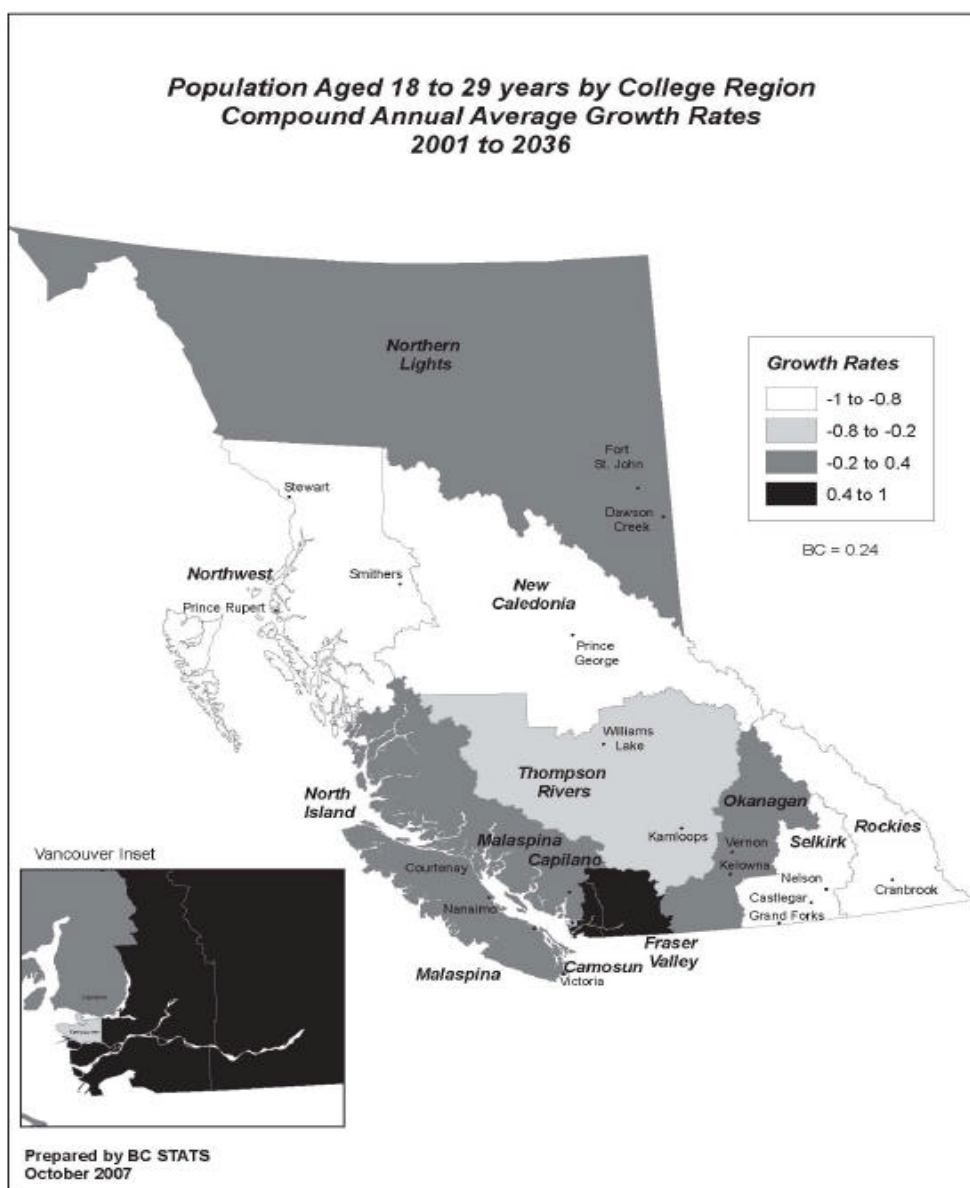 Population Aged 18 to 29 years by College Region
Compound Annual Average Growth Rates
2001 to 2036
Northern
Lights
Growth Rates
-1 to -0.8
-0.8 to -0.2
-0.2 to 0.4
0.4 to 1
BC = 0.24
Fort
St. John
Dawson
Creek
Stewart
Northwest
Smithers
Prince Rupert
New
Caledonia
Prince
George
Williams
Lake
Thompson
Rivers
North
Island
Okanagan
Rockies
Malaspina
Selkirk
Kamloops
Vernon
Capilano
Courtenay
Kelowna
Nelson
Cranbrook
Castlegar
Nanaimo
Grand Forks
Fraser
Valley
Malaspina
Camosun
Victoria
Vancouver Inset
Prepared by BC STATS
October 2007